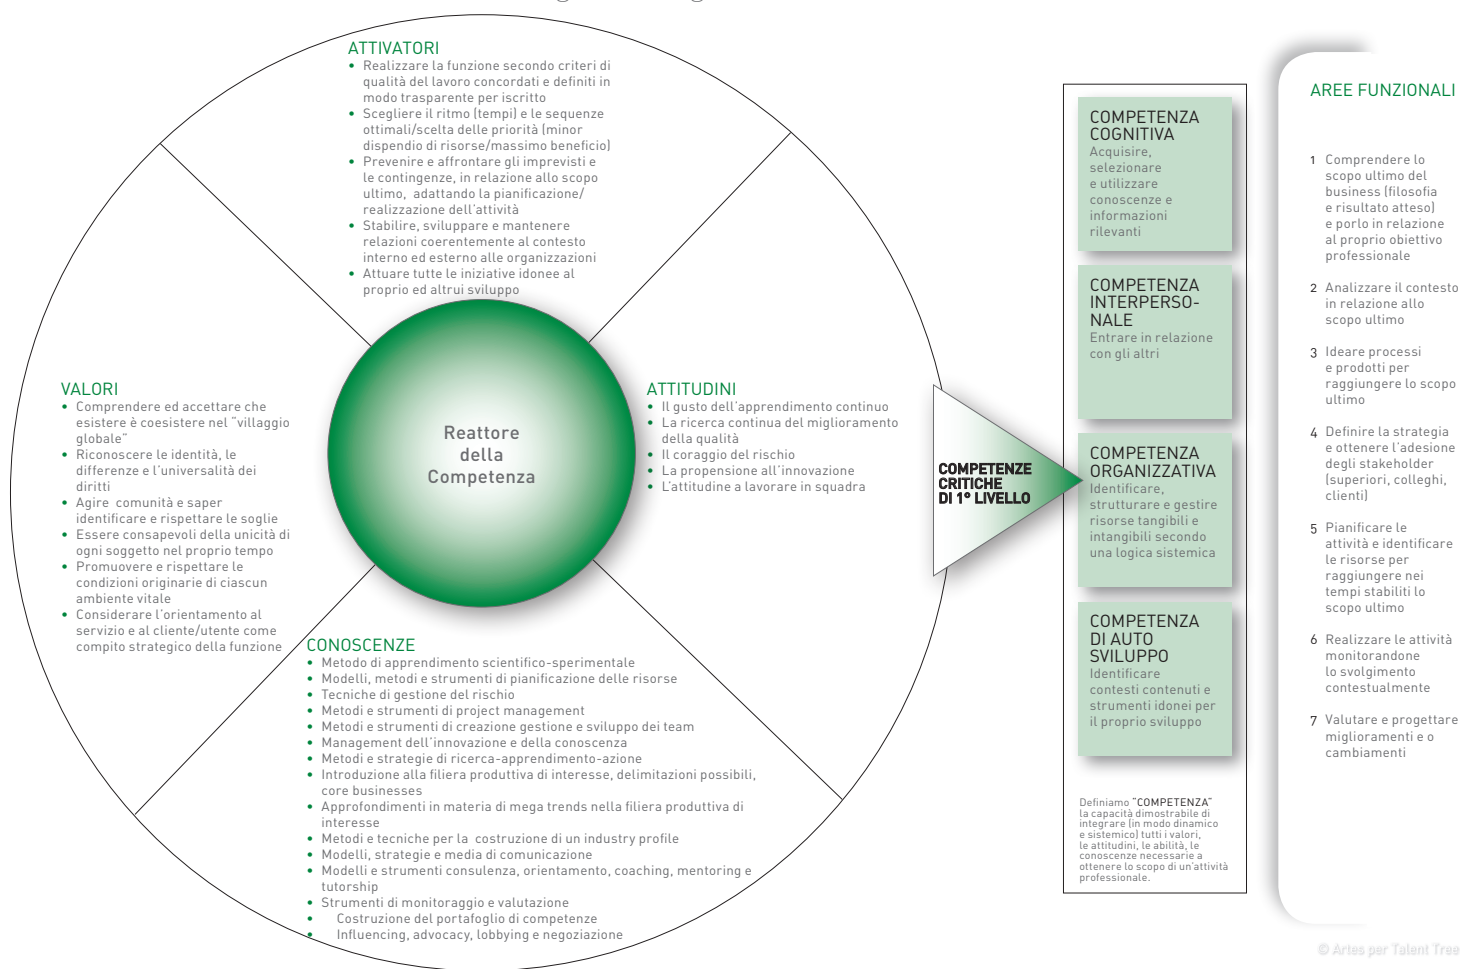 ATTIVATORI
• Realizzare la funzione secondo criteri di
qualità del lavoro concordati e definiti in
modo trasparente per iscritto
• Scegliere il ritmo (tempi) e le sequenze
ottimali/scelta delle priorità (minor
dispendio di risorse/massimo beneficio)
• Prevenire e affrontare gli imprevisti e
le contingenze, in relazione allo scopo
ultimo, adattando la pianificazione/
realizzazione dell'attività
• Stabilire, sviluppare e mantenere
relazioni coerentemente al contesto
interno ed esterno alle organizzazioni
• Attuare tutte le iniziative idonee al
proprio ed altrui sviluppo
VALORI
• Comprendere ed accettare che
esistere è coesistere nel "villaggio
globale"
• Riconoscere le identità, le
differenze e l'universalità dei
diritti
• Agire comunità e saper
identificare e rispettare le soglie
• Essere consapevoli della unicità di
ogni soggetto nel proprio tempo
• Promuovere e rispettare le
condizioni originarie di ciascun
ambiente vitale
• Considerare l'orientamento al
servizio e al cliente/utente come
compito strategico della funzione
Reattore
della
Competenza
ATTITUDINI
• Il gusto dell'apprendimento continuo
• La ricerca continua del miglioramento
della qualità
• Il coraggio del rischio
• La propensione all'innovazione
• L'attitudine a lavorare in squadra
CONOSCENZE
• Metodo di apprendimento scientifico-sperimentale
• Modelli, metodi e strumenti di pianificazione delle risorse
• Tecniche di gestione del rischio
• Metodi e strumenti di project management
• Metodi e strumenti di creazione gestione e sviluppo dei team
• Management dell'innovazione e della conoscenza
• Metodi e strategie di ricerca-apprendimento-azione
• Introduzione alla filiera produttiva di interesse, delimitazioni possibili,
core businesses
• Approfondimenti in materia di mega trends nella filiera produttiva di
interesse
• Metodi e tecniche per la costruzione di un industry profile
• Modelli, strategie e media di comunicazione
• Modelli e strumenti consulenza, orientamento, coaching, mentoring e
tutorship
• Strumenti di monitoraggio e valutazione
• Costruzione del portafoglio di competenze
• Influencing, advocacy, lobbying e negoziazione
COMPETENZE
CRITICHE
DI 1° LIVELLO
COMPETENZA
COGNITIVA
Acquisire,
selezionare
e utilizzare
conoscenze e
informazioni
rilevanti
COMPETENZA
INTERPERSO-
NALE
Entrare in relazione
con gli altri
COMPETENZA
ORGANIZZATIVA
Identificare,
strutturare e gestire
risorse tangibili e
intangibili secondo
una logica sistemica
COMPETENZA
DI AUTO
SVILUPPO
Identificare
contesti contenuti e
strumenti idonei per
il proprio sviluppo
Definiamo "COMPETENZA"
la capacità dimostrabile di
integrare (in modo dinamico
e sistemico) tutti i valori,
le attitudini, le abilità, le
conoscenze necessarie a
ottenere lo scopo di un'attività
professionale.
AREE FUNZIONALI
1 Comprendere lo
scopo ultimo del
business (filosofia
e risultato atteso)
e porlo in relazione
al proprio obiettivo
professionale
2 Analizzare il contesto
in relazione allo
scopo ultimo
3 Ideare processi
e prodotti per
raggiungere lo scopo
ultimo
4 Definire la strategia
e ottenere l'adesione
degli stakeholder
(superiori, colleghi,
clienti)
5 Pianificare le
attività e identificare
le risorse per
raggiungere nei
tempi stabiliti lo
scopo ultimo
6 Realizzare le attività
monitorandone
lo svolgimento
contestualmente
7 Valutare e progettare
miglioramenti e o
cambiamenti
© Artes per Talent Tree